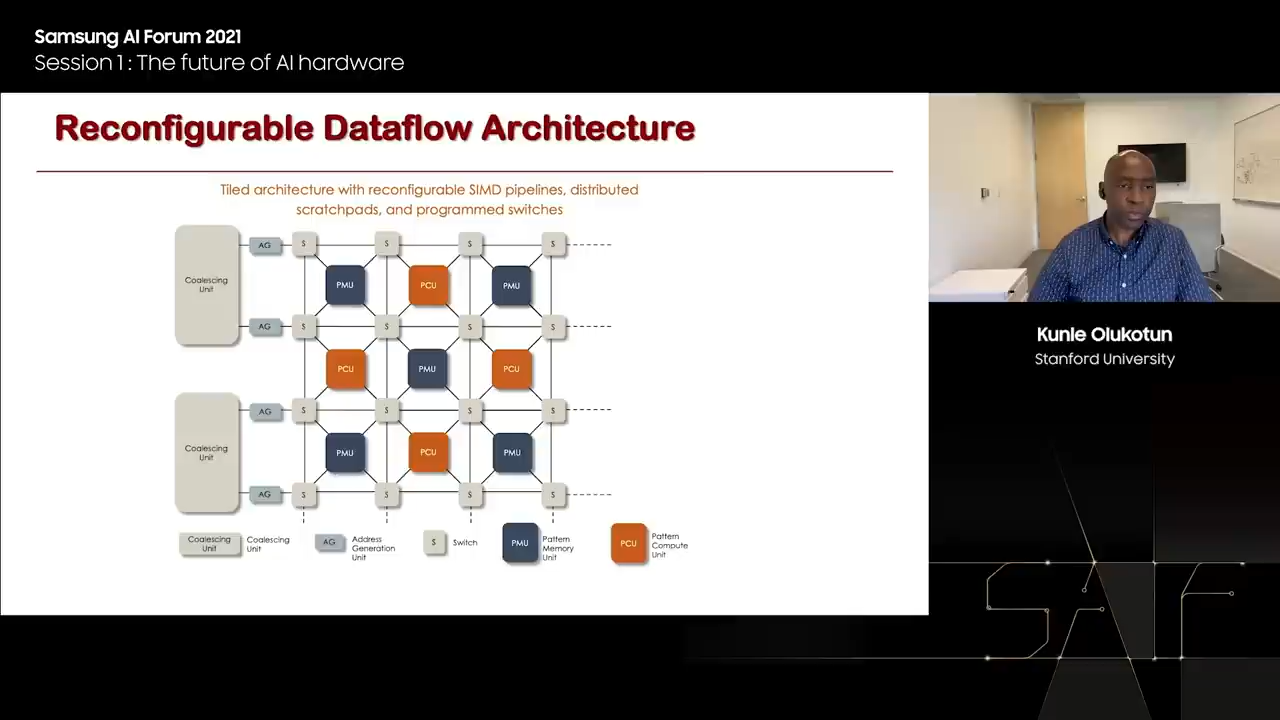 Samsung AI Forum 2021
Session 1 : The future of AI hardware
Reconfigurable Dataflow Architecture
Tiled architecture with reconfigurable SIMD pipelines, distributed
scratchpads, and programmed switches
Coalescing
Unit
AG
S
S
S
S
PMU
PCU
PMU
AG
S
S
S
S
PCU
PMU
PCU
Coalescing
Unit
AG
S
S
S
S
PMU
PCU
PMU
AG
S
S
S
S
Coalescing
Unit
Coalescing
Unit
AG
Address
Generation
Unit
S
Switch
PMU
Pattern
Memory
Unit
PCU
Pattern
Compute
Unit
Kunle Olukotun
Stanford University
SAIF